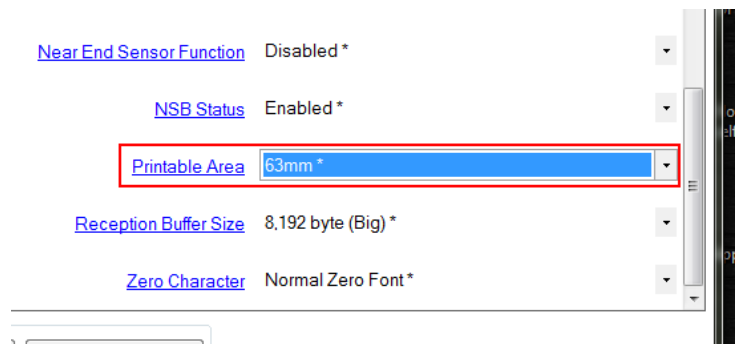 Near End Sensor Function Disabled *
NSB Status Enabled *
Printable Area 63mm *
Reception Buffer Size 8,192 byte (Big) *
Zero Character Normal Zero Font *